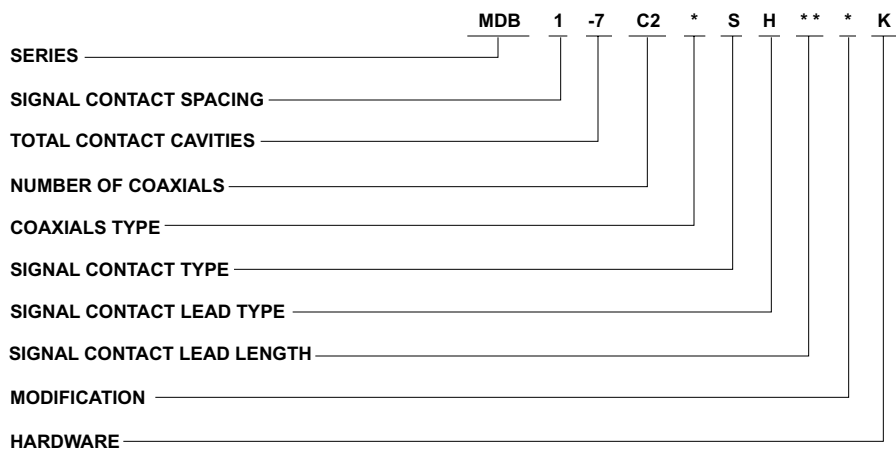 MDB 1 -7 C2 * S H ** * K
SERIES
SIGNAL CONTACT SPACING
TOTAL CONTACT CAVITIES
NUMBER OF COAXIALS
COAXIALS TYPE
SIGNAL CONTACT TYPE
SIGNAL CONTACT LEAD TYPE
SIGNAL CONTACT LEAD LENGTH
MODIFICATION
HARDWARE